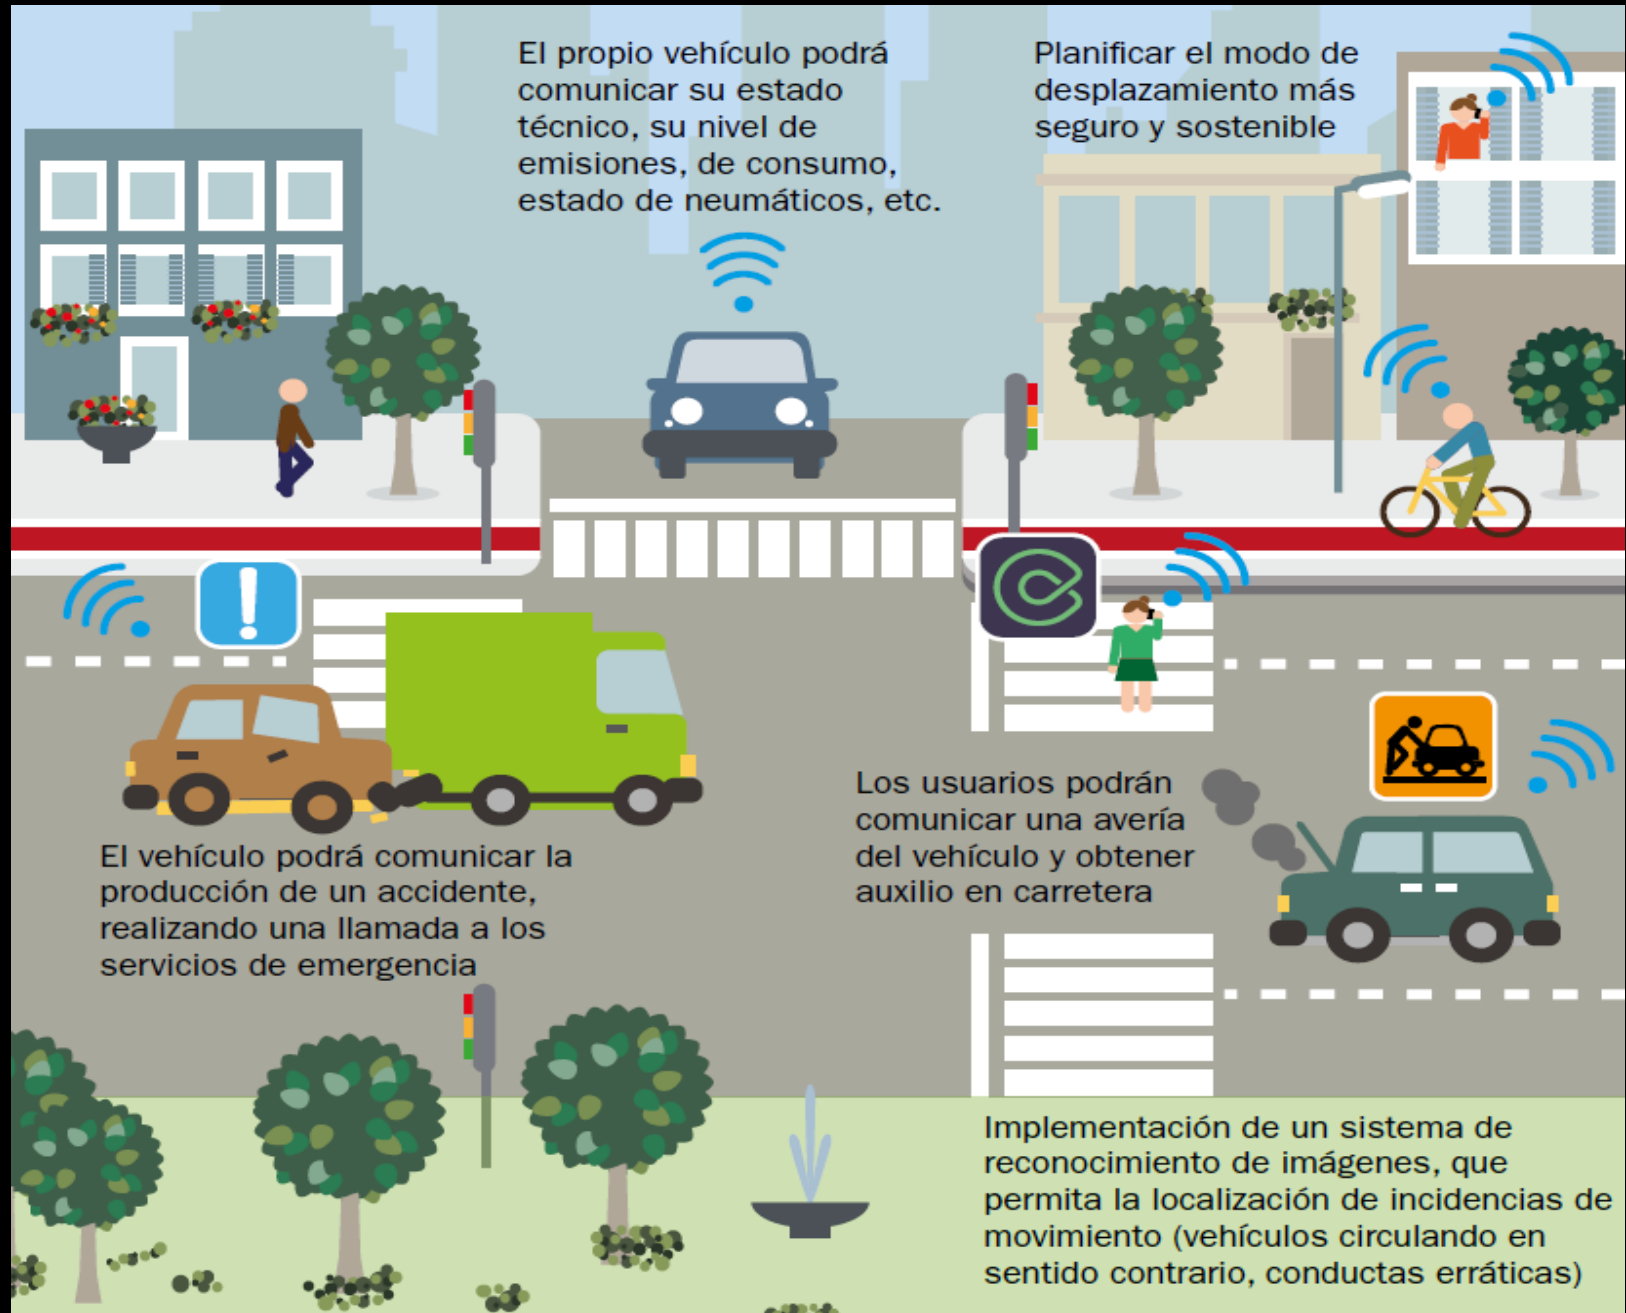 El propio vehículo podrá
comunicar su estado
técnico, su nivel de
emisiones, de consumo,
estado de neumáticos, etc.
Planificar el modo de
desplazamiento más
seguro y sostenible
El vehículo podrá comunicar la
producción de un accidente,
realizando una llamada a los
servicios de emergencia
Los usuarios podrán
comunicar una avería
del vehículo y obtener
auxilio en carretera
Implementación de un sistema de
reconocimiento de imágenes, que
permita la localización de incidencias de
movimiento (vehículos circulando en
sentido contrario, conductas erráticas)